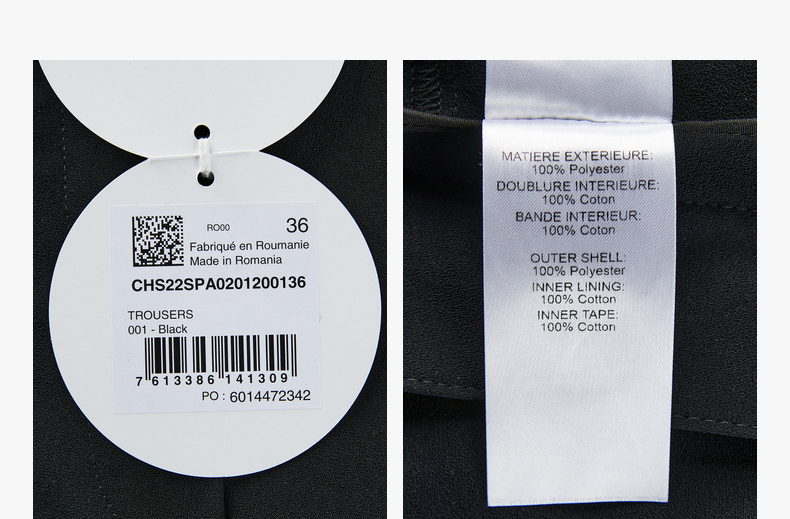 RO00 36
Fabriqué en Roumanie
Made in Romania
CHS22SPA0201200136
TROUSERS
001 - Black
7 613386 141309
PO : 6014472342
MATIERE EXTERIEURE:
100% Polyester
DOUBLURE INTERIEURE:
100% Coton
BANDE INTERIEUR:
100% Coton
OUTER SHELL:
100% Polyester
INNER LINING:
100% Cotton
INNER TAPE:
100% Cotton